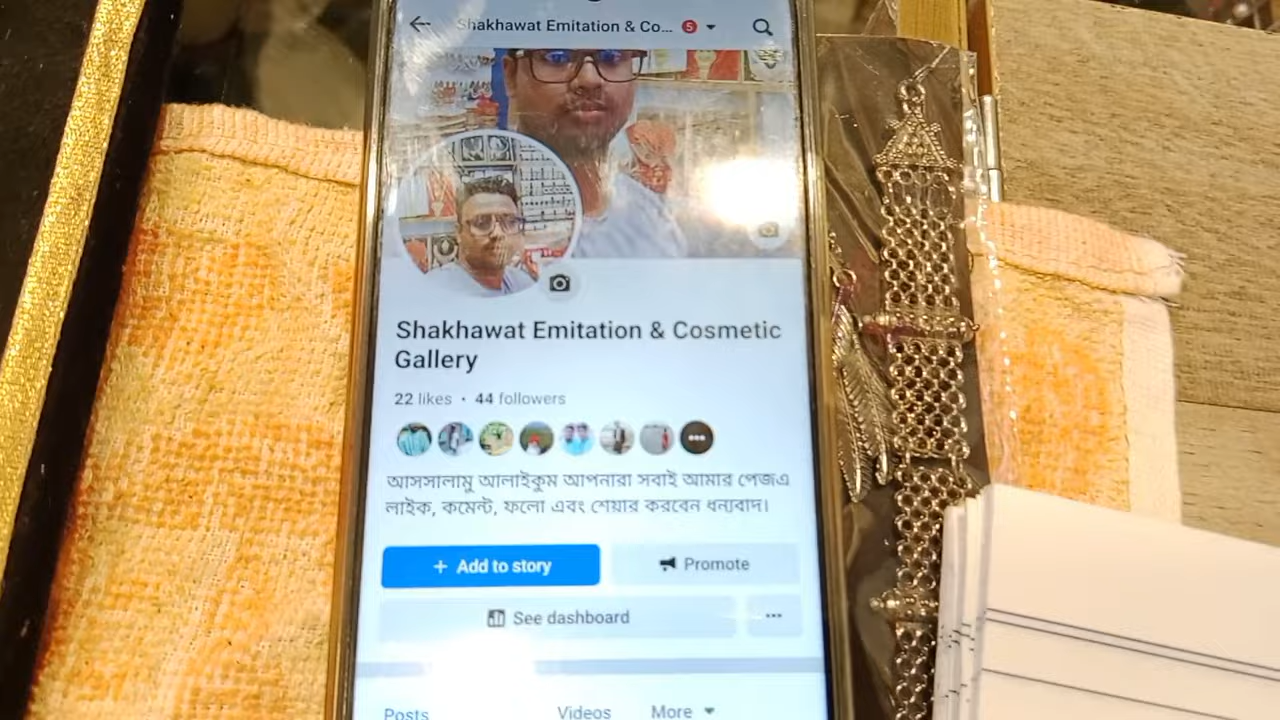 Shakhawat Emitation & Co... 5
Shakhawat Emitation & Cosmetic
Gallery
22 likes • 44 followers
আসসালামু আলাইকুম আপনারা সবাই আমার পেজএ
লাইক, কমেন্ট, ফলো এবং শেয়ার করবেন ধন্যবাদ।
+ Add to story
Promote
See dashboard
Posts
Videos
More